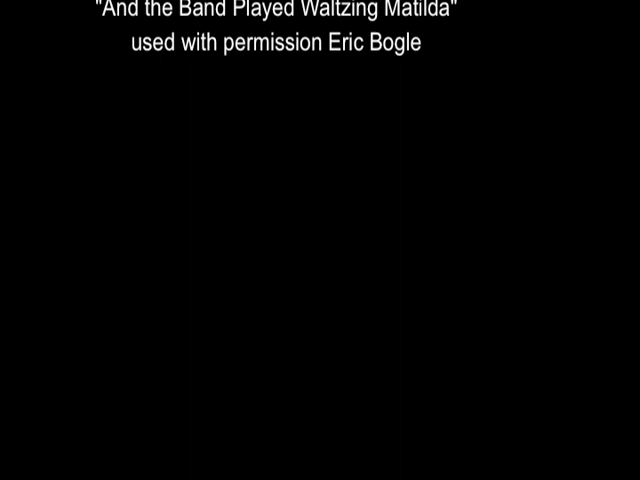 "And the Band Played Waltzing Matilda"
used with permission Eric Bogle